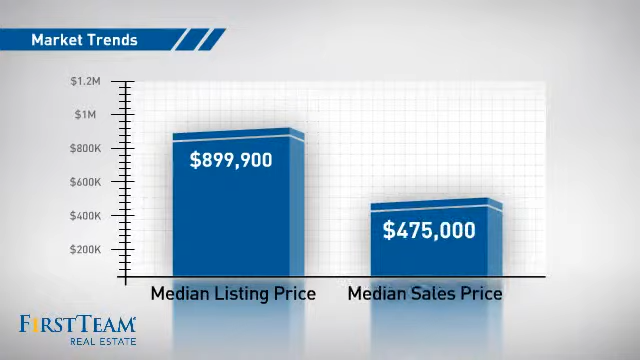 Market Trends
$1.2M
$1M
$800K
$600K
$400K
$200K
$899,900
$475,000
Median Listing Price
Median Sales Price
FIRSTTEAM®
REAL ESTATE